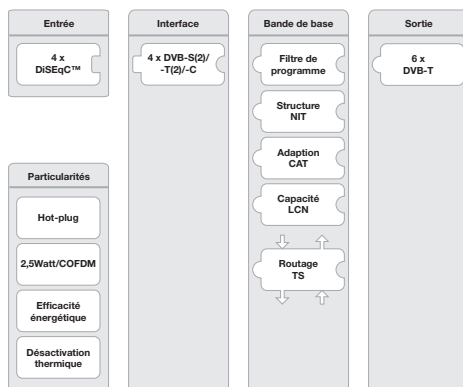 Entrée
4 x
DiSEqC™
Interface
4 x DVB-S(2)/
-T(2)/-C
Bande de base
Filtre de
programme
Structure
NIT
Adaption
CAT
Capacité
LCN
Routage
TS
Sortie
6 x
DVB-T
Particularités
Hot-plug
2,5Watt/COFDM
Efficacité
énergétique
Désactivation
thermique